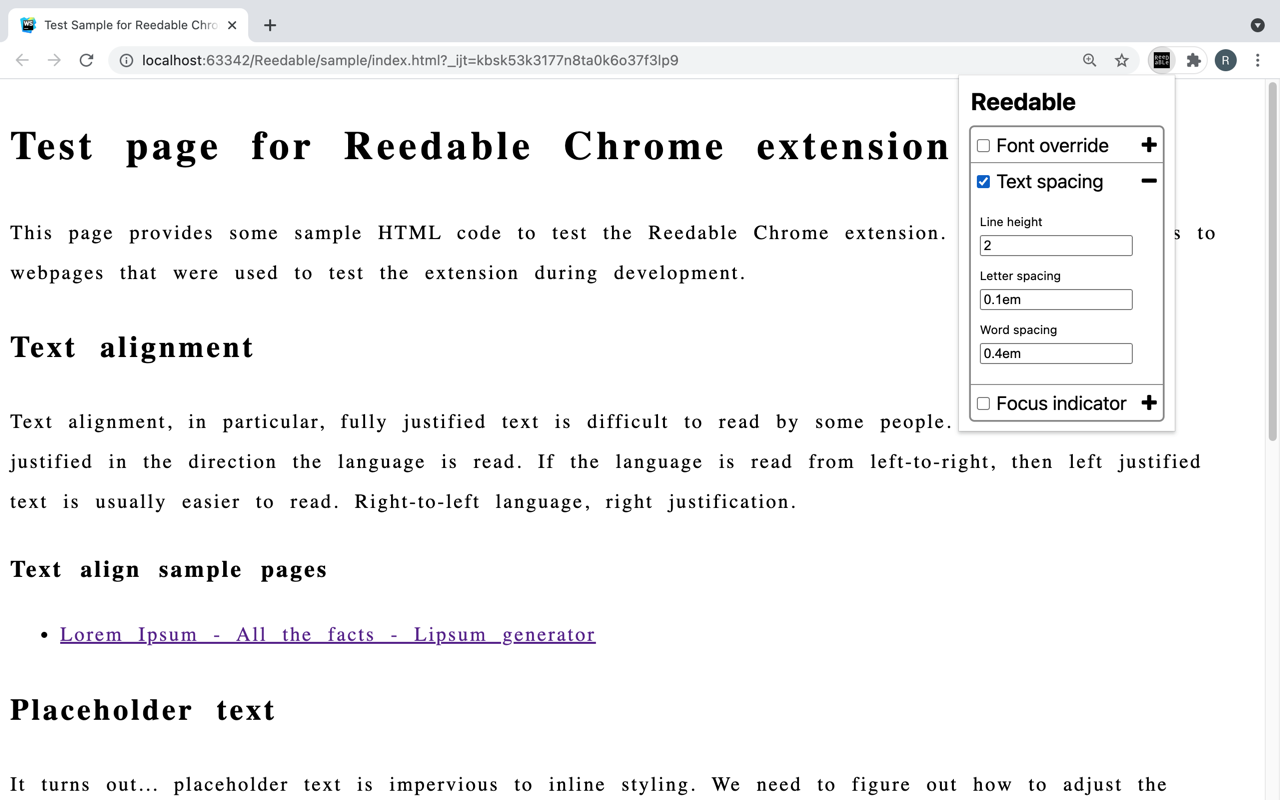 Test Sample for Reedable Chro
localhost:63342/Reedable/sample/index.html?_ijt=kbsk53k3177n8ta0k6o37f3lp9
R
Reedable
Font override
Text spacing
Line height
2
Letter spacing
0.1em
Word spacing
0.4em
Focus indicator
Test page for Reedable Chrome extension
This page provides some sample HTML code to test the Reedable Chrome extension. s to
webpages that were used to test the extension during development.
Text alignment
Text alignment, in particular, fully justified text is difficult to read by some people.
justified in the direction the language is read. If the language is read from left-to-right, then left justified
text is usually easier to read. Right-to-left language, right justification.
Text align sample pages
• Lorem Ipsum - All the facts - Lipsum generator
Placeholder text
It turns out... placeholder text is impervious to inline styling. We need to figure out how to adjust the